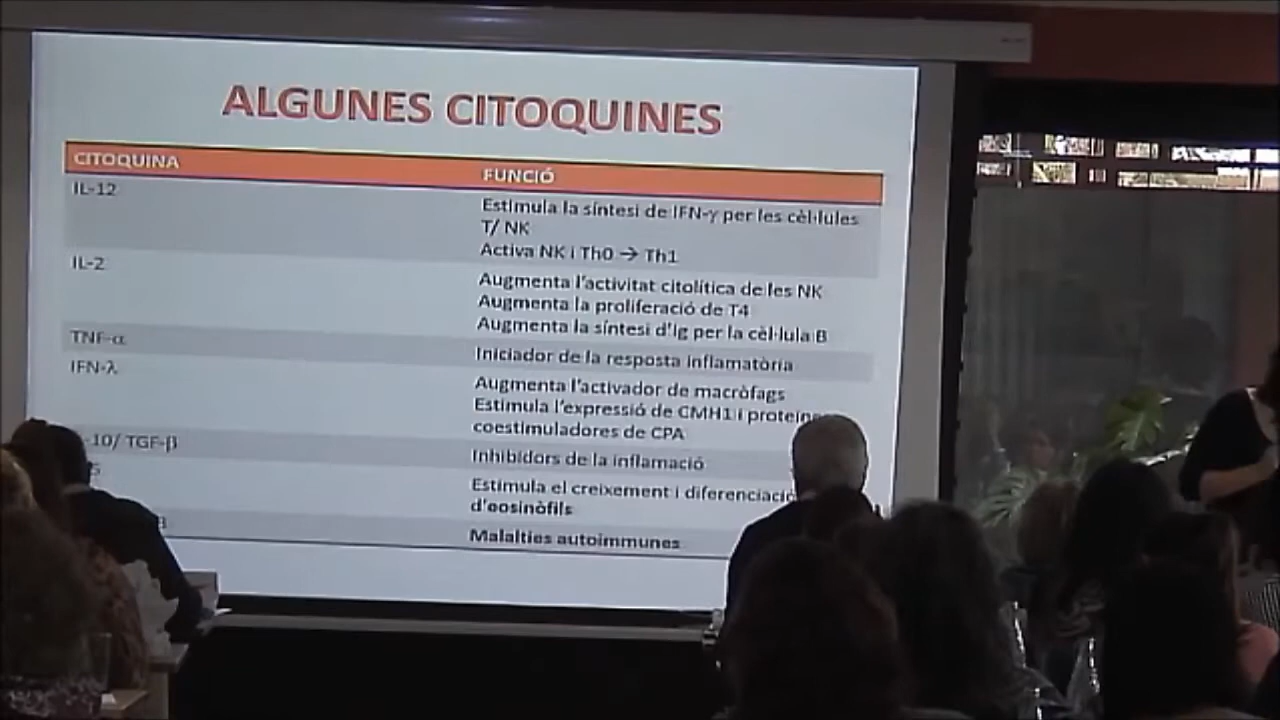 ALGUNES CITOQUINES
CITOQUINA FUNCIÓ
IL-12
Estimula la síntesi de IFN-γ per les cèl·lules
T/ NK
Activa NK i Th0 → Th1
IL-2
Augmenta l'activitat citolítica de les NK
Augmenta la proliferació de T4
Augmenta la síntesi d'Ig per la cèl·lula B
TNF-α
Iniciador de la resposta inflamatòria
IFN-λ
Augmenta l'activador de macròfags
Estimula l'expressió de CMH1 i proteïne
coestimuladores de CPA
-10/ TGF-β
Inhibidors de la inflamació
Estimula el creixement i diferenciació
d'eosinòfils
Malalties autoimmunes